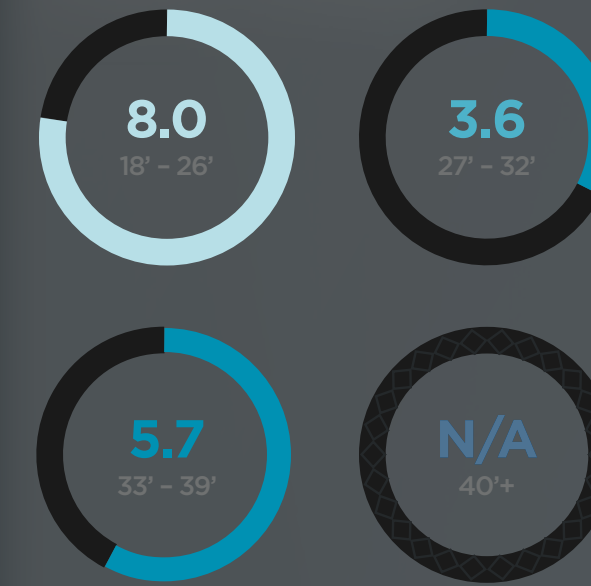 8.0
18’ – 26’
3.6
27’ – 32’
5.7
33’ – 39’
N/A
40’+